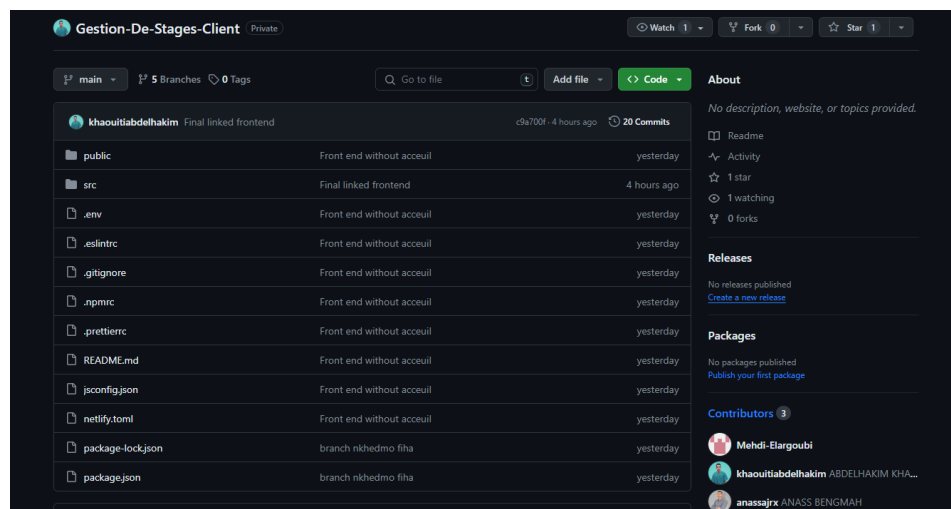 Gestion-De-Stages-Client Private
Watch 1 Fork 0 Star 1
main 5 Branches 0 Tags Go to file t Add file <> Code
khaouitiabdelhakim Final linked frontend c9a700f · 4 hours ago 20 Commits
public Front end without acceuil yesterday
src Final linked frontend 4 hours ago
.env Front end without acceuil yesterday
.eslintrc Front end without acceuil yesterday
.gitignore Front end without acceuil yesterday
.npmrc Front end without acceuil yesterday
.prettierrc Front end without acceuil yesterday
README.md Front end without acceuil yesterday
jsconfig.json Front end without acceuil yesterday
netlify.toml Front end without acceuil yesterday
package-lock.json branch nkhedmo fiha yesterday
package.json branch nkhedmo fiha yesterday
About
No description, website, or topics provided.
Readme
Activity
1 star
1 watching
0 forks
Releases
No releases published
Create a new release
Packages
No packages published
Publish your first package
Contributors 3
Mehdi-Elargoubi
khaouitiabdelhakim ABDELHAKIM KHA...
anassajrx ANASS BENGMAH